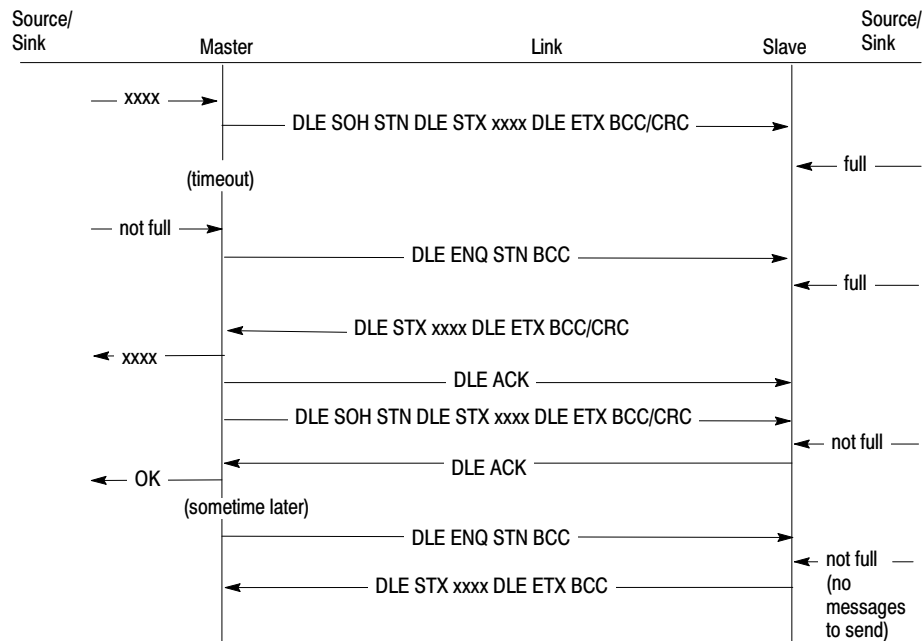 Source/
Sink
Master
Link
Slave
Source/
Sink
xxxx
DLE SOH STN DLE STX xxxx DLE ETX BCC/CRC
full
(timeout)
not full
DLE ENQ STN BCC
full
DLE STX xxxx DLE ETX BCC/CRC
xxxx
DLE ACK
DLE SOH STN DLE STX xxxx DLE ETX BCC/CRC
not full
DLE ACK
OK
(sometime later)
DLE ENQ STN BCC
not full
(no
messages
to send)
DLE STX xxxx DLE ETX BCC